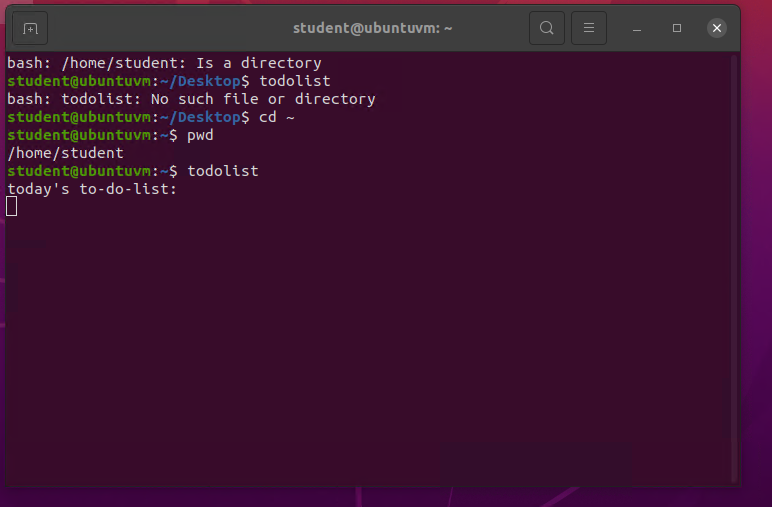 student@ubuntuvm: ~
bash: /home/student: Is a directory
student@ubuntuvm:~/Desktop$ todolist
bash: todolist: No such file or directory
student@ubuntuvm:~/Desktop$ cd ~
student@ubuntuvm:~$ pwd
/home/student
student@ubuntuvm:~$ todolist
today's to-do-list: